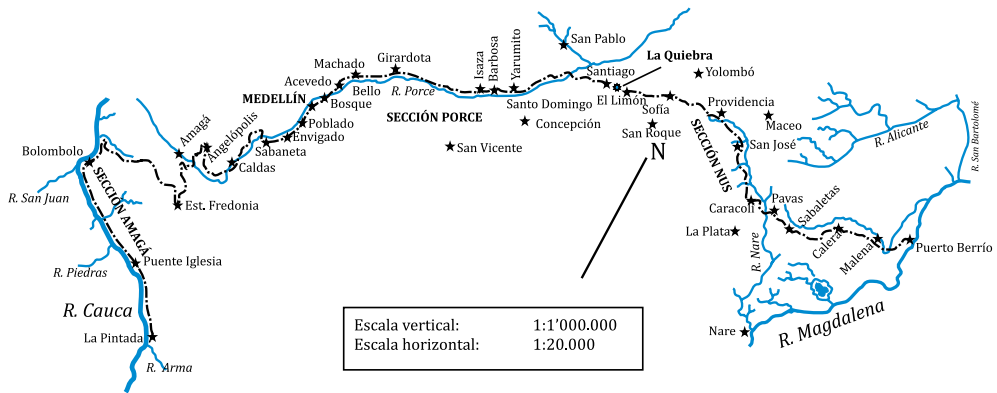 San Pablo
La Quiebra
Yolombó
Girardota
Machado
Acevedo
Bello
R. Porce
Isaza
Barbosa
Yarumito
Santiago
El Limón
MEDELLÍN
Bosque
SECCIÓN PORCE
Santo Domingo
Concepción
Sofía
San Roque
Providencia
Maceo
R. Alicante
R. San Bartolomé
Poblado
Envigado
Sabaneta
Amagá
Angelópolis
Caldas
San Vicente
N
SECCIÓN NUS
San José
Bolombolo
R. San Juan
SECCIÓN AMAGÁ
Est. Fredonia
Caracolí
Pavas
Sabaletas
La Plata
Calera
Malena
Puerto Berrío
R. Piedras
Puente Iglesia
R. Nare
R. Cauca
La Pintada
R. Arma
Nare
R. Magdalena
Escala vertical: 1:1'000.000
Escala horizontal: 1:20.000